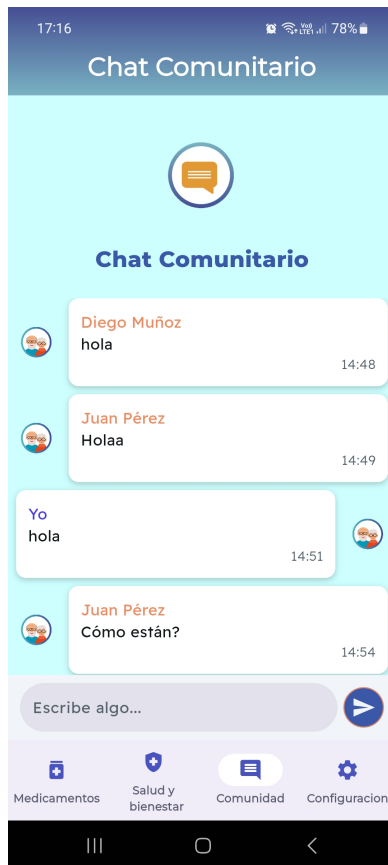 17:16
78%
Chat Comunitario
Chat Comunitario
Diego Muñoz
hola
14:48
Juan Pérez
Holaa
14:49
Yo
hola
14:51
Juan Pérez
Cómo están?
14:54
Escribe algo...
Medicamentos
Salud y
bienestar
Comunidad
Configuracion